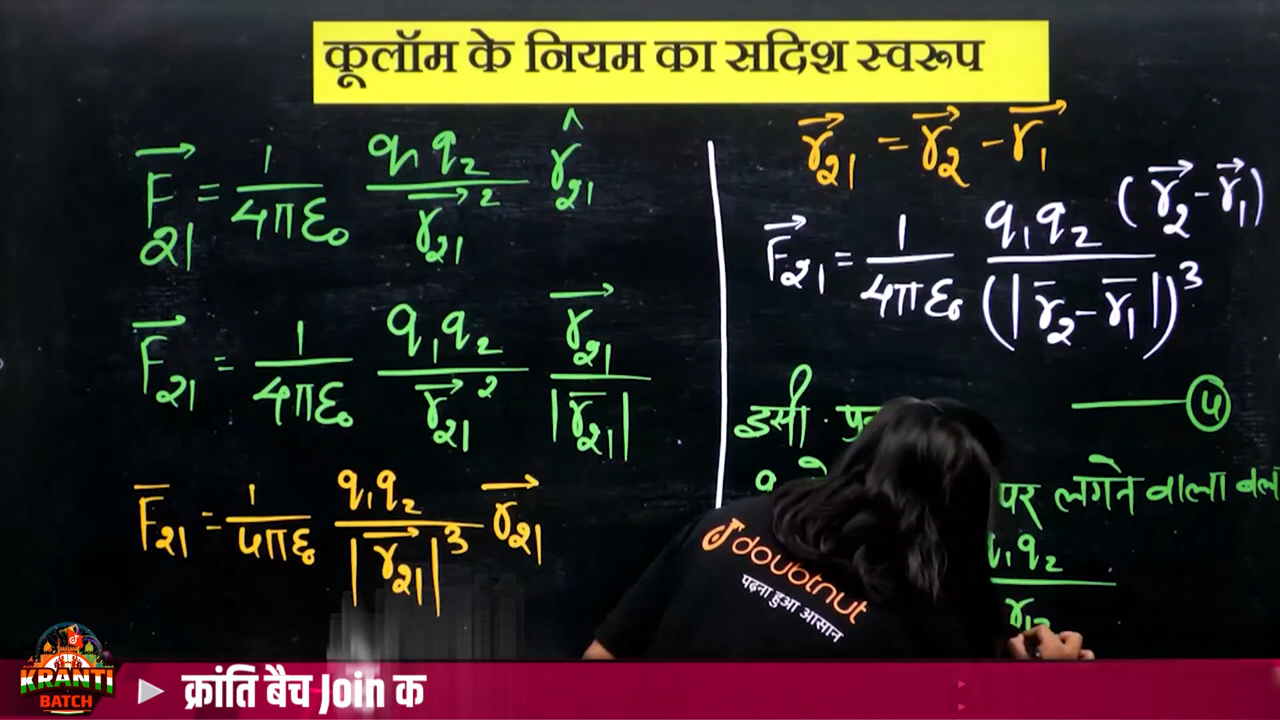 कूलॉम के नियम का सदिश स्वरूप
F⃗₂₁ = 1/4πε₀ q₁q₂/r⃗₂₁² r̂₂₁
F⃗₂₁ = 1/4πε₀ q₁q₂/r⃗₂₁² r⃗₂₁/|r̄₂₁|
F̄₂₁ = 1/4πε₀ q₁q₂/|r⃗₂₁|³ r⃗₂₁
r⃗₂₁ = r⃗₂ - r⃗₁
F⃗₂₁ = 1/4πε₀ q₁q₂ (r⃗₂ - r⃗₁)/(|r̄₂ - r̄₁|)³
इसी
पर लगने वाला बल
q₁q₂
doubtnut
पढ़ना हुआ आसान
KRANTI
BATCH
क्रांति बैच Join क